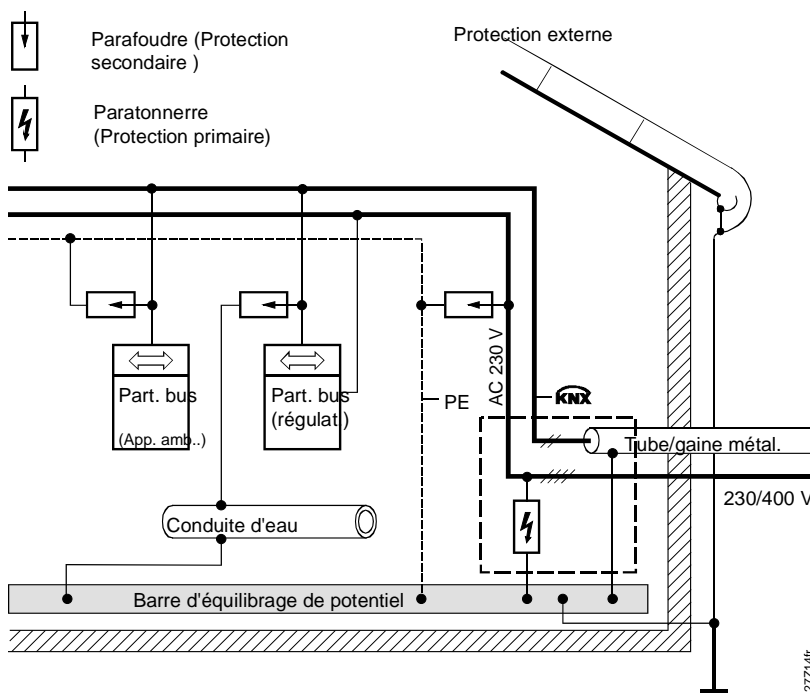 Parafoudre (Protection
secondaire )
Protection externe
Paratonnerre
(Protection primaire)
AC 230 V
Part. bus
(App. amb..)
Part. bus
(régulat.)
PE
KNX
Tube/gaine métal.
230/400 V
Conduite d'eau
Barre d'équilibrage de potentiel
27714fr